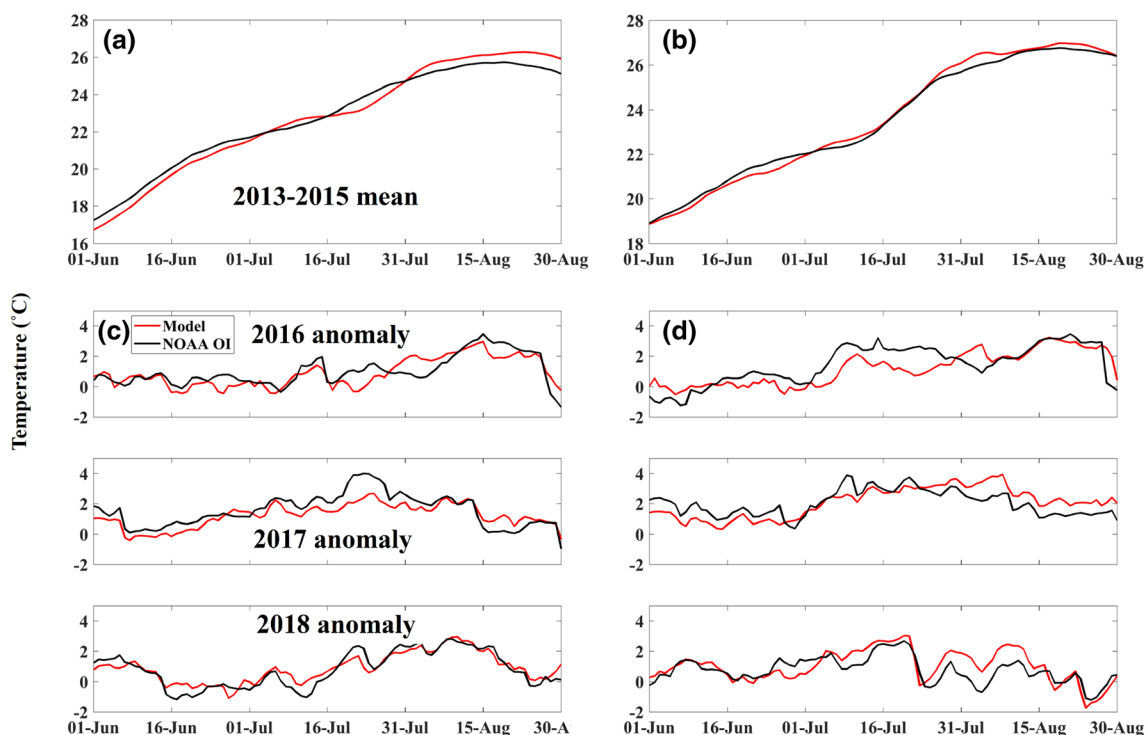 (a)
28
26
24
22
20
18
16
2013-2015 mean
01-Jun 16-Jun 01-Jul 16-Jul 31-Jul 15-Aug 30-Aug
(b)
28
26
24
22
20
18
01-Jun 16-Jun 01-Jul 16-Jul 31-Jul 15-Aug 30-Aug
Temperature (°C)
(c)
Model
NOAA OI
2016 anomaly
4
2
0
-2
(d)
4
2
0
-2
2017 anomaly
4
2
0
-2
4
2
0
-2
2018 anomaly
4
2
0
-2
01-Jun 16-Jun 01-Jul 16-Jul 31-Jul 15-Aug 30-A
4
2
0
-2
01-Jun 16-Jun 01-Jul 16-Jul 31-Jul 15-Aug 30-Aug